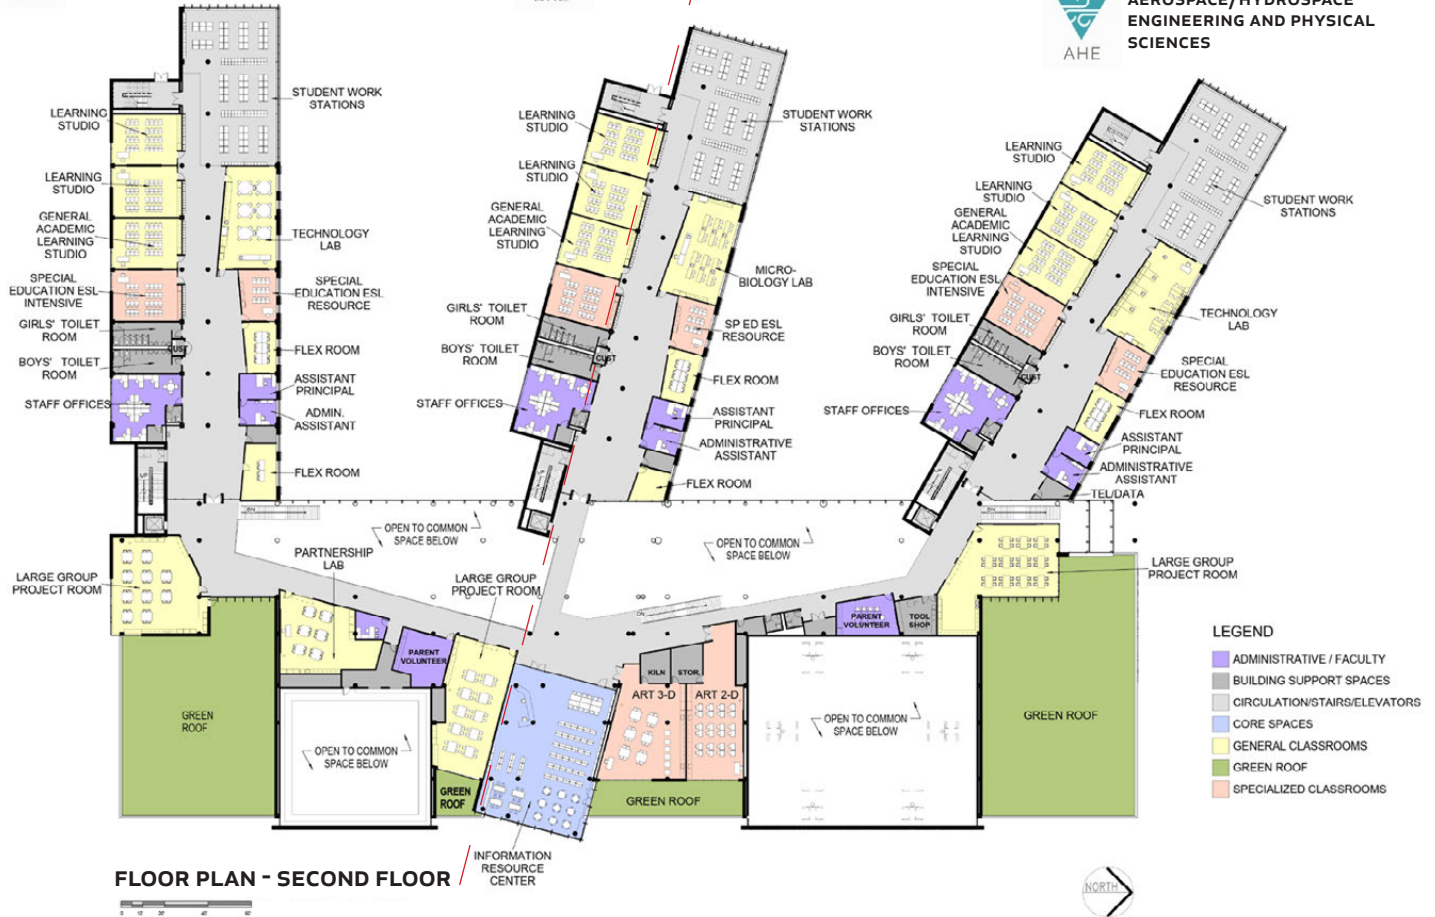 AEROSPACE/HYDROSPACE
ENGINEERING AND PHYSICAL
SCIENCES
AHE
STUDENT WORK
STATIONS
LEARNING
STUDIO
LEARNING
STUDIO
GENERAL
ACADEMIC
LEARNING
STUDIO
TECHNOLOGY
LAB
SPECIAL
EDUCATION ESL
INTENSIVE
SPECIAL
EDUCATION ESL
RESOURCE
GIRLS' TOILET
ROOM
CUST
BOYS' TOILET
ROOM
FLEX ROOM
STAFF OFFICES
ASSISTANT
PRINCIPAL
ADMIN.
ASSISTANT
FLEX ROOM
LEARNING
STUDIO
STUDENT WORK
STATIONS
LEARNING
STUDIO
GENERAL
ACADEMIC
LEARNING
STUDIO
MICRO-
BIOLOGY LAB
GIRLS' TOILET
ROOM
SP ED ESL
RESOURCE
BOYS' TOILET
ROOM
CUST
FLEX ROOM
STAFF OFFICES
ASSISTANT
PRINCIPAL
ADMINISTRATIVE
ASSISTANT
FLEX ROOM
LEARNING
STUDIO
LEARNING
STUDIO
STUDENT WORK
STATIONS
GENERAL
ACADEMIC
LEARNING
STUDIO
SPECIAL
EDUCATION ESL
INTENSIVE
TECHNOLOGY
LAB
GIRLS' TOILET
ROOM
BOYS' TOILET
ROOM
CUST
SPECIAL
EDUCATION ESL
RESOURCE
STAFF OFFICES
FLEX ROOM
ASSISTANT
PRINCIPAL
ADMINISTRATIVE
ASSISTANT
TEL/DATA
DN
OPEN TO COMMON
SPACE BELOW
OPEN TO COMMON
SPACE BELOW
DN
PARTNERSHIP
LAB
LARGE GROUP
PROJECT ROOM
LARGE GROUP
PROJECT ROOM
LARGE GROUP
PROJECT ROOM
DN
PARENT
VOLUNTEER
TOOL
SHOP
PARENT
VOLUNTEER
KILN
STOR.
ART 3-D
ART 2-D
GREEN
ROOF
OPEN TO COMMON
SPACE BELOW
OPEN TO COMMON
SPACE BELOW
GREEN ROOF
GREEN
ROOF
GREEN ROOF
INFORMATION
RESOURCE
CENTER
LEGEND
ADMINISTRATIVE / FACULTY
BUILDING SUPPORT SPACES
CIRCULATION/STAIRS/ELEVATORS
CORE SPACES
GENERAL CLASSROOMS
GREEN ROOF
SPECIALIZED CLASSROOMS
FLOOR PLAN - SECOND FLOOR
NORTH